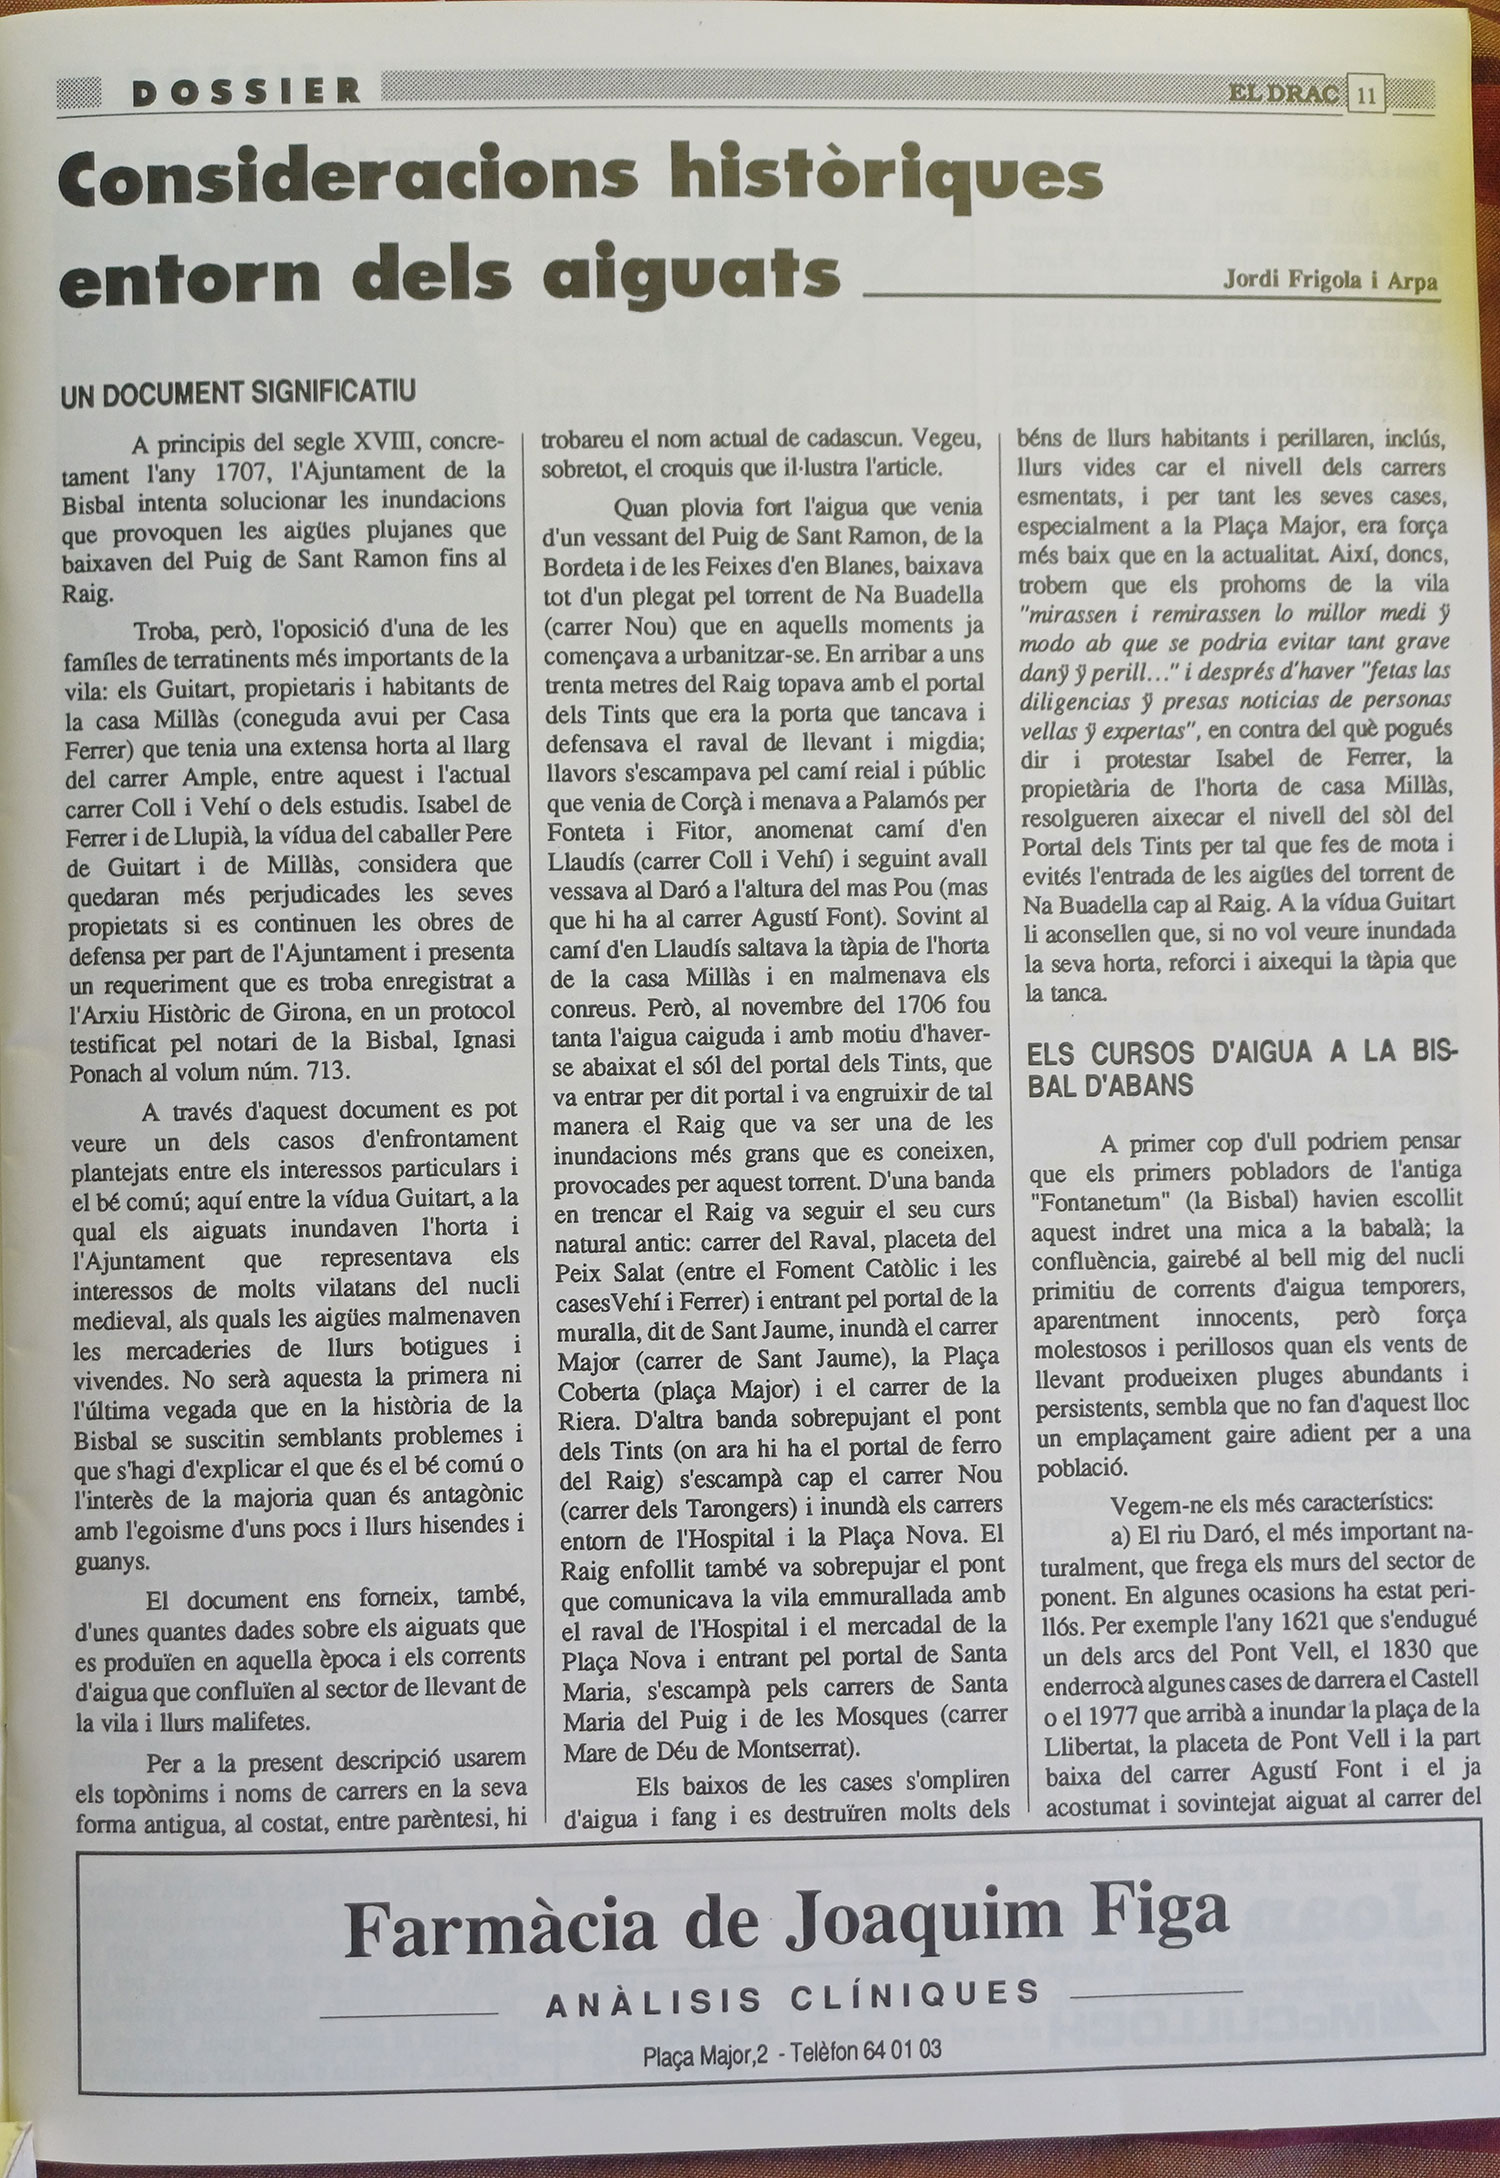 DOSSIER
EL DRAC 11
Consideracions històriques
entorn dels aiguats
Jordi Frigola i Arpa
UN DOCUMENT SIGNIFICATIU
A principis del segle XVIII, concre-
tament l'any 1707, l'Ajuntament de la
Bisbal intenta solucionar les inundacions
que provoquen les aigües plujanes que
baixaven del Puig de Sant Ramon fins al
Raig.
Troba, però, l'oposició d'una de les
famíles de terratinents més importants de la
vila: els Guitart, propietaris i habitants de
la casa Millàs (coneguda avui per Casa
Ferrer) que tenia una extensa horta al llarg
del carrer Ample, entre aquest i l'actual
carrer Coll i Vehí o dels estudis. Isabel de
Ferrer i de Llupià, la vídua del caballer Pere
de Guitart i de Millàs, considera que
quedaran més perjudicades les seves
propietats si es continuen les obres de
defensa per part de l'Ajuntament i presenta
un requeriment que es troba enregistrat a
l'Arxiu Històric de Girona, en un protocol
testificat pel notari de la Bisbal, Ignasi
Ponach al volum núm. 713.
A través d'aquest document es pot
veure un dels casos d'enfrontament
plantejats entre els interessos particulars i
el bé comú; aquí entre la vídua Guitart, a la
qual els aiguats inundaven l'horta i
l'Ajuntament que representava els
interessos de molts vilatans del nucli
medieval, als quals les aigües malmenaven
les mercaderies de llurs botigues i
vivendes. No serà aquesta la primera ni
l'última vegada que en la història de la
Bisbal se suscitin semblants problemes i
que s'hagi d'explicar el que és el bé comú o
l'interès de la majoria quan és antagònic
amb l'egoisme d'uns pocs i llurs hisendes i
guanys.
El document ens forneix, també,
d'unes quantes dades sobre els aiguats que
es produïen en aquella època i els corrents
d'aigua que confluïen al sector de llevant de
la vila i llurs malifetes.
Per a la present descripció usarem
els topònims i noms de carrers en la seva
forma antigua, al costat, entre parèntesi, hi
trobareu el nom actual de cadascun. Vegeu,
sobretot, el croquis que il·lustra l'article.
Quan plovia fort l'aigua que venia
d'un vessant del Puig de Sant Ramon, de la
Bordeta i de les Feixes d'en Blanes, baixava
tot d'un plegat pel torrent de Na Buadella
(carrer Nou) que en aquells moments ja
començava a urbanitzar-se. En arribar a uns
trenta metres del Raig topava amb el portal
dels Tints que era la porta que tancava i
defensava el raval de llevant i migdia;
llavors s'escampava pel camí reial i públic
que venia de Corçà i menava a Palamós per
Fonteta i Fitor, anomenat camí d'en
Llaudís (carrer Coll i Vehí) i seguint avall
vessava al Daró a l'altura del mas Pou (mas
que hi ha al carrer Agustí Font). Sovint al
camí d'en Llaudís saltava la tàpia de l'horta
de la casa Millàs i en malmenava els
conreus. Però, al novembre del 1706 fou
tanta l'aigua caiguda i amb motiu d'haver-
se abaixat el sól del portal dels Tints, que
va entrar per dit portal i va engruixir de tal
manera el Raig que va ser una de les
inundacions més grans que es coneixen,
provocades per aquest torrent. D'una banda
en trencar el Raig va seguir el seu curs
natural antic: carrer del Raval, placeta del
Peix Salat (entre el Foment Catòlic i les
casesVehí i Ferrer) i entrant pel portal de la
muralla, dit de Sant Jaume, inundà el carrer
Major (carrer de Sant Jaume), la Plaça
Coberta (plaça Major) i el carrer de la
Riera. D'altra banda sobrepujant el pont
dels Tints (on ara hi ha el portal de ferro
del Raig) s'escampà cap el carrer Nou
(carrer dels Tarongers) i inundà els carrers
entorn de l'Hospital i la Plaça Nova. El
Raig enfollit també va sobrepujar el pont
que comunicava la vila emmurallada amb
el raval de l'Hospital i el mercadal de la
Plaça Nova i entrant pel portal de Santa
Maria, s'escampà pels carrers de Santa
Maria del Puig i de les Mosques (carrer
Mare de Déu de Montserrat).
Els baixos de les cases s'ompliren
d'aigua i fang i es destruïren molts dels
béns de llurs habitants i perillaren, inclús,
llurs vides car el nivell dels carrers
esmentats, i per tant les seves cases,
especialment a la Plaça Major, era força
més baix que en la actualitat. Així, doncs,
trobem que els prohoms de la vila
"mirassen i remirassen lo millor medi ÿ
modo ab que se podria evitar tant grave
danÿ ÿ perill..." i després d'haver "fetas las
diligencias ÿ presas noticias de personas
vellas ÿ expertas", en contra del què pogués
dir i protestar Isabel de Ferrer, la
propietària de l'horta de casa Millàs,
resolgueren aixecar el nivell del sòl del
Portal dels Tints per tal que fes de mota i
evités l'entrada de les aigües del torrent de
Na Buadella cap al Raig. A la vídua Guitart
li aconsellen que, si no vol veure inundada
la seva horta, reforci i aixequi la tàpia que
la tanca.
ELS CURSOS D'AIGUA A LA BIS-
BAL D'ABANS
A primer cop d'ull podriem pensar
que els primers pobladors de l'antiga
"Fontanetum" (la Bisbal) havien escollit
aquest indret una mica a la babalà; la
confluència, gairebé al bell mig del nucli
primitiu de corrents d'aigua temporers,
aparentment innocents, però força
molestosos i perillosos quan els vents de
llevant produeixen pluges abundants i
persistents, sembla que no fan d'aquest lloc
un emplaçament gaire adient per a una
població.
Vegem-ne els més característics:
a) El riu Daró, el més important na-
turalment, que frega els murs del sector de
ponent. En algunes ocasions ha estat peri-
llós. Per exemple l'any 1621 que s'endugué
un dels arcs del Pont Vell, el 1830 que
enderrocà algunes cases de darrera el Castell
o el 1977 que arribà a inundar la plaça de la
Llibertat, la placeta de Pont Vell i la part
baixa del carrer Agustí Font i el ja
acostumat i sovintejat aiguat al carrer del
Farmàcia de Joaquim Figa
ANÀLISIS CLÍNIQUES
Plaça Major,2 - Telèfon 64 01 03